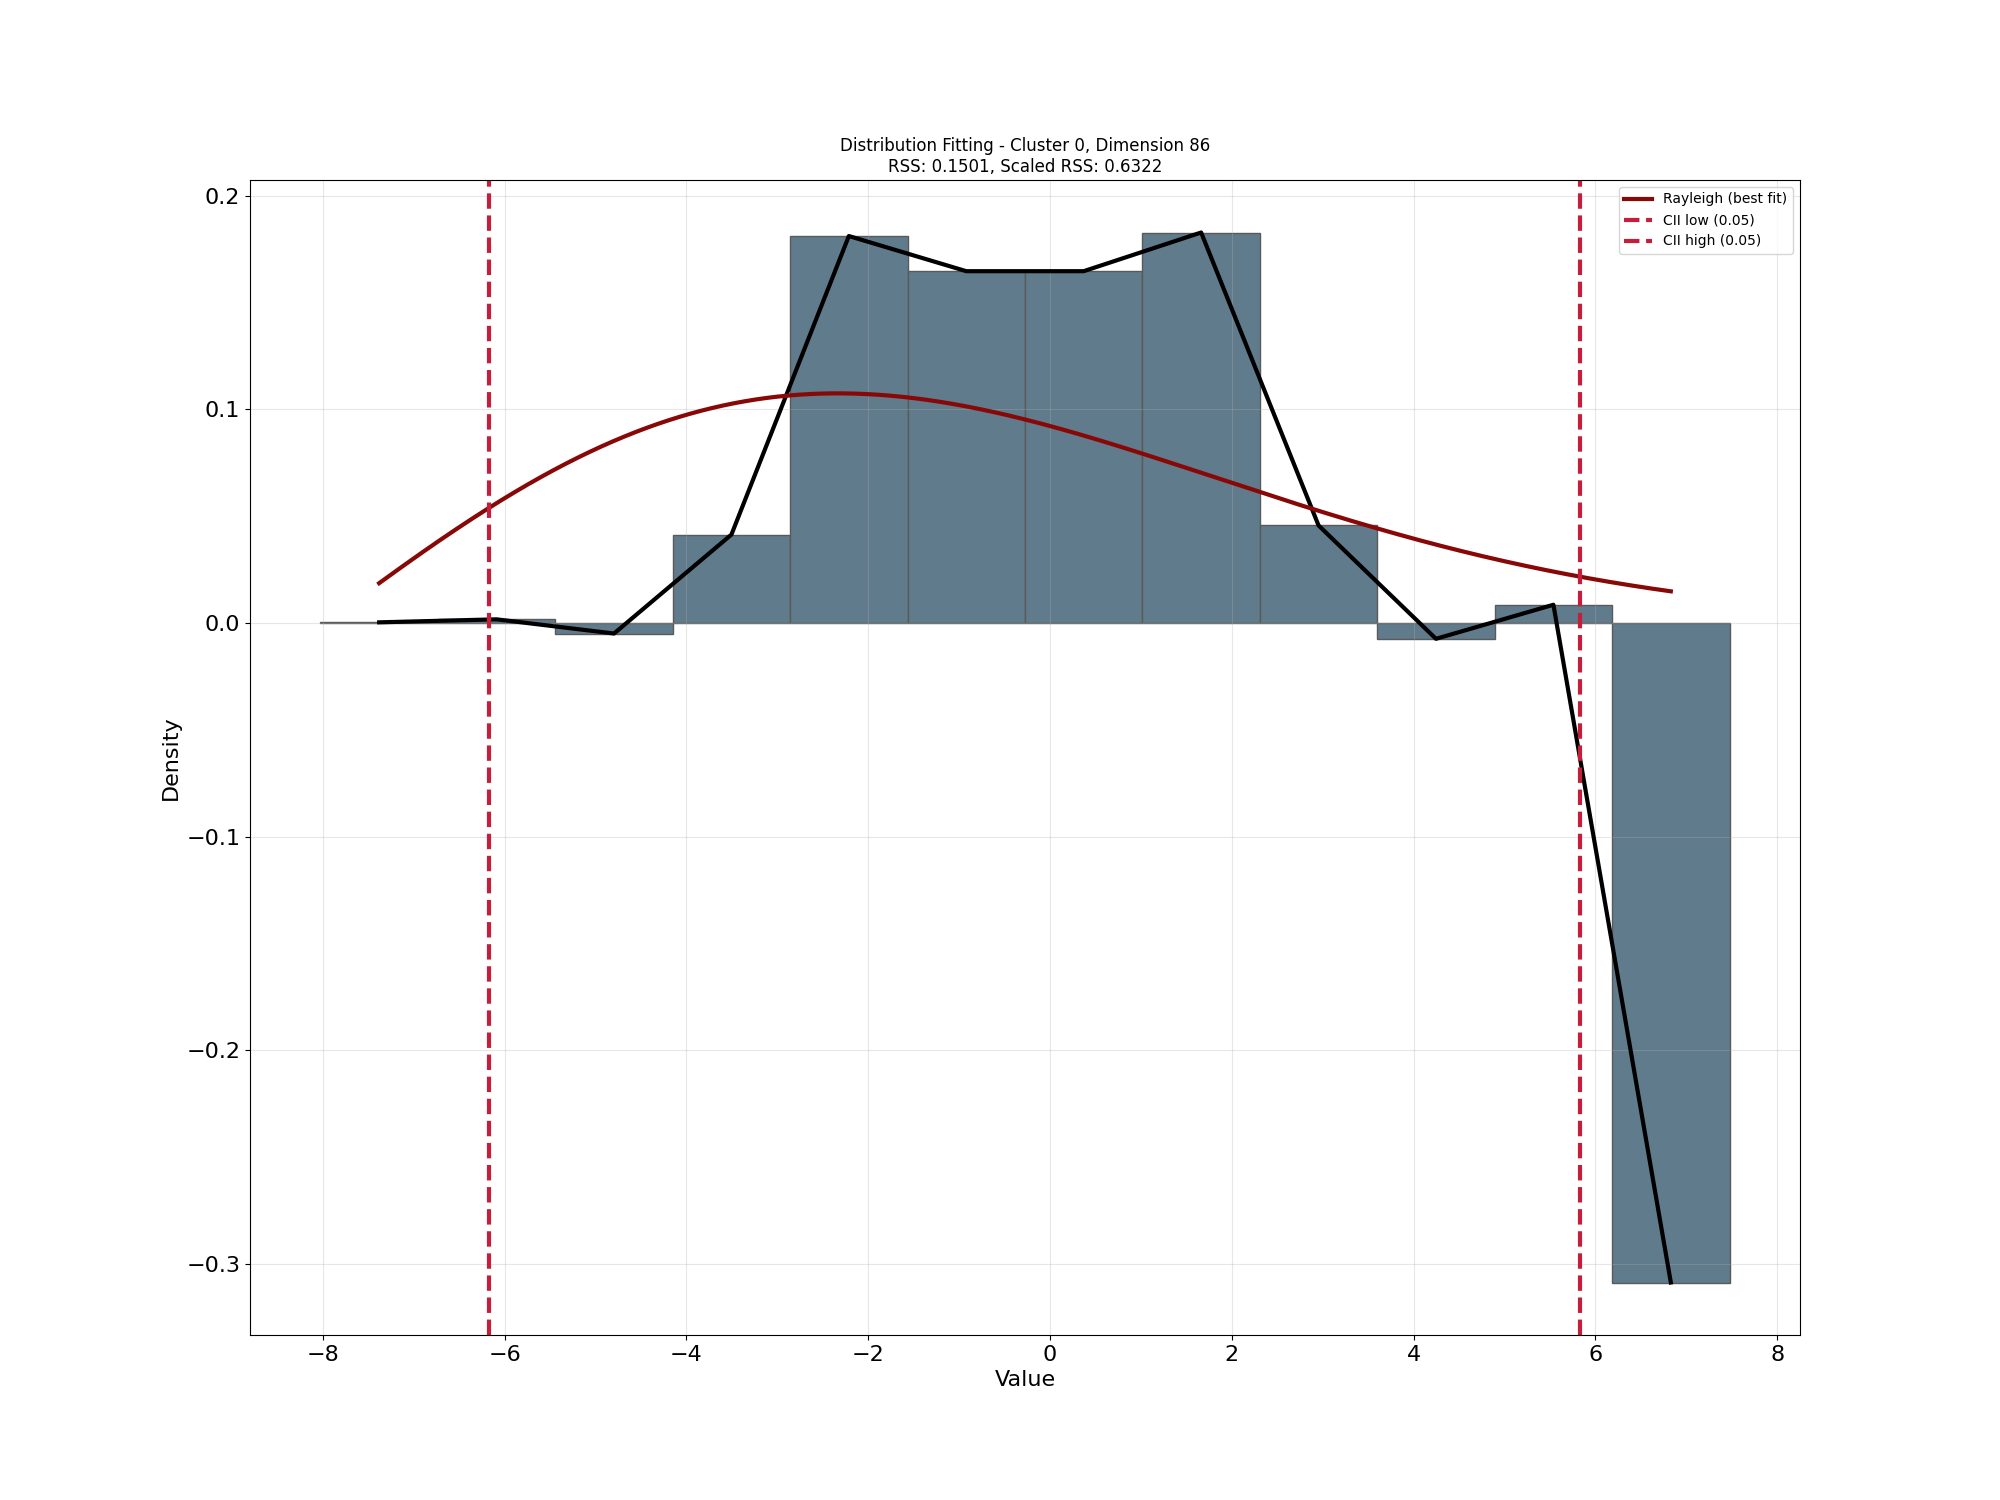 Distribution Fitting - Cluster 0, Dimension 86
RSS: 0.1501, Scaled RSS: 0.6322
Rayleigh (best fit)
CII low (0.05)
CII high (0.05)
0.2
0.1
0.0
−0.1
−0.2
−0.3
Density
−8 −6 −4 −2 0 2 4 6 8
Value